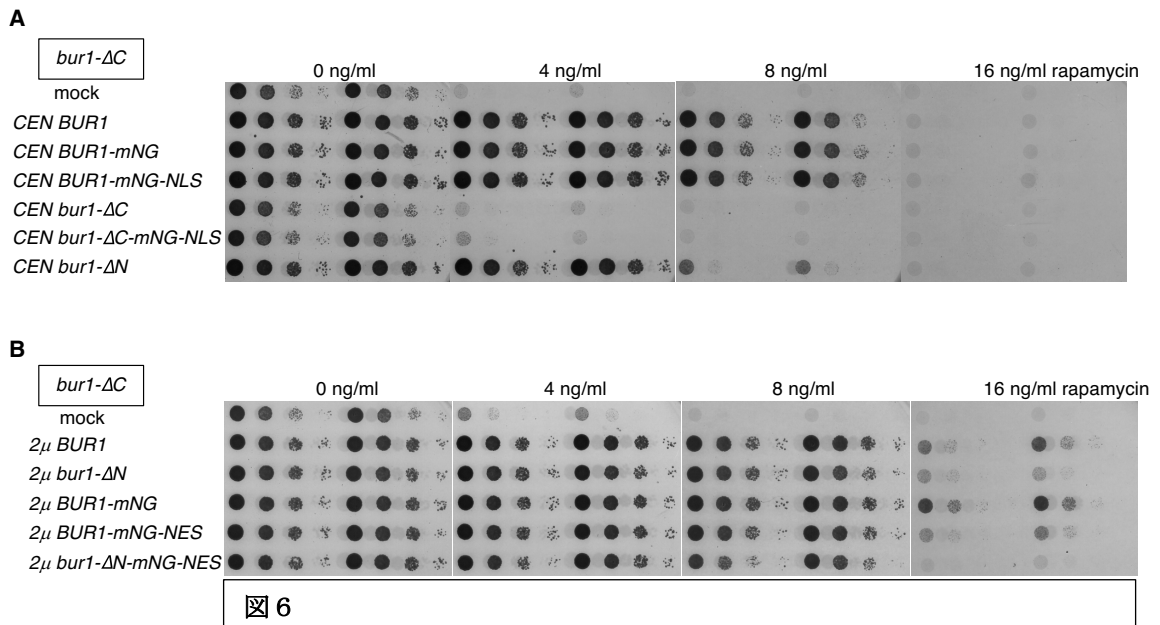 A
bur1-ΔC
0 ng/ml 4 ng/ml 8 ng/ml 16 ng/ml rapamycin
mock
CEN BUR1
CEN BUR1-mNG
CEN BUR1-mNG-NLS
CEN bur1-ΔC
CEN bur1-ΔC-mNG-NLS
CEN bur1-ΔN
B
bur1-ΔC
0 ng/ml 4 ng/ml 8 ng/ml 16 ng/ml rapamycin
mock
2μ BUR1
2μ bur1-ΔN
2μ BUR1-mNG
2μ BUR1-mNG-NES
2μ bur1-ΔN-mNG-NES
図 6